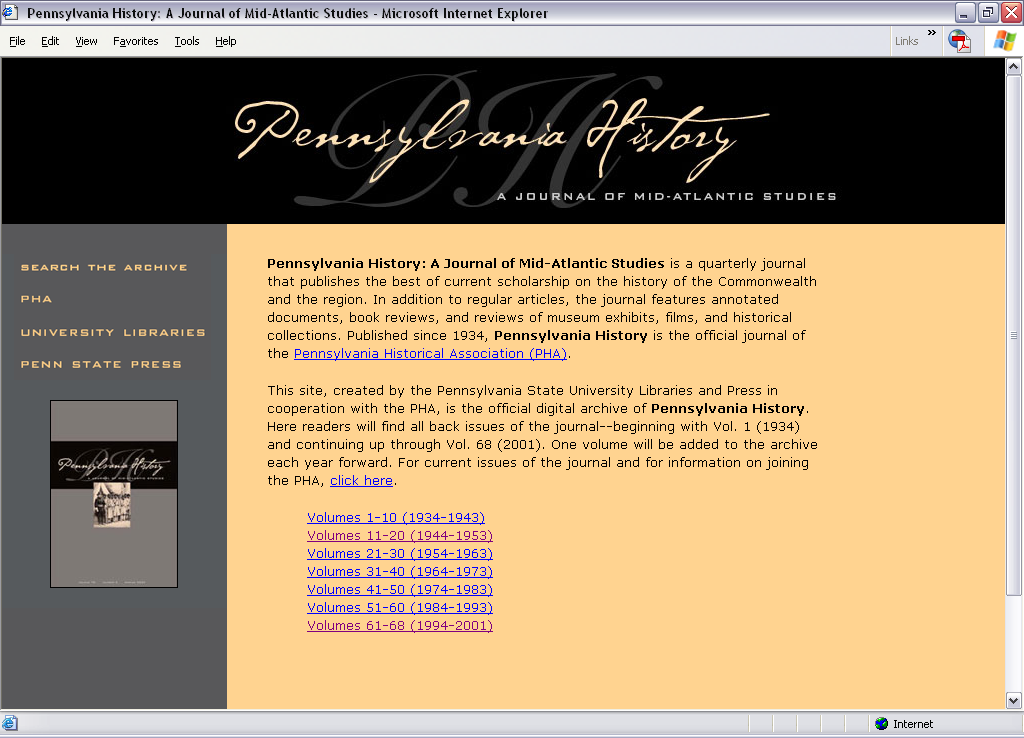 Pennsylvania History: A Journal of Mid-Atlantic Studies - Microsoft Internet Explorer
File Edit View Favorites Tools Help Links »
PH
Pennsylvania History
A JOURNAL OF MID-ATLANTIC STUDIES
SEARCH THE ARCHIVE
PHA
UNIVERSITY LIBRARIES
PENN STATE PRESS
Pennsylvania History
A JOURNAL OF MID-ATLANTIC STUDIES
Pennsylvania History: A Journal of Mid-Atlantic Studies is a quarterly journal
that publishes the best of current scholarship on the history of the Commonwealth
and the region. In addition to regular articles, the journal features annotated
documents, book reviews, and reviews of museum exhibits, films, and historical
collections. Published since 1934, Pennsylvania History is the official journal of
the Pennsylvania Historical Association (PHA).
This site, created by the Pennsylvania State University Libraries and Press in
cooperation with the PHA, is the official digital archive of Pennsylvania History.
Here readers will find all back issues of the journal--beginning with Vol. 1 (1934)
and continuing up through Vol. 68 (2001). One volume will be added to the archive
each year forward. For current issues of the journal and for information on joining
the PHA, click here.
Volumes 1-10 (1934-1943)
Volumes 11-20 (1944-1953)
Volumes 21-30 (1954-1963)
Volumes 31-40 (1964-1973)
Volumes 41-50 (1974-1983)
Volumes 51-60 (1984-1993)
Volumes 61-68 (1994-2001)
Internet